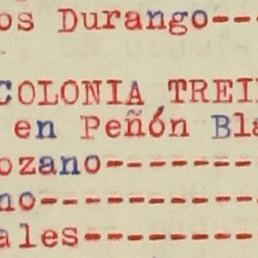 os Durango--
COLONIA TREI
en Peñón Bla
ozano--------
no-----------
ales---------